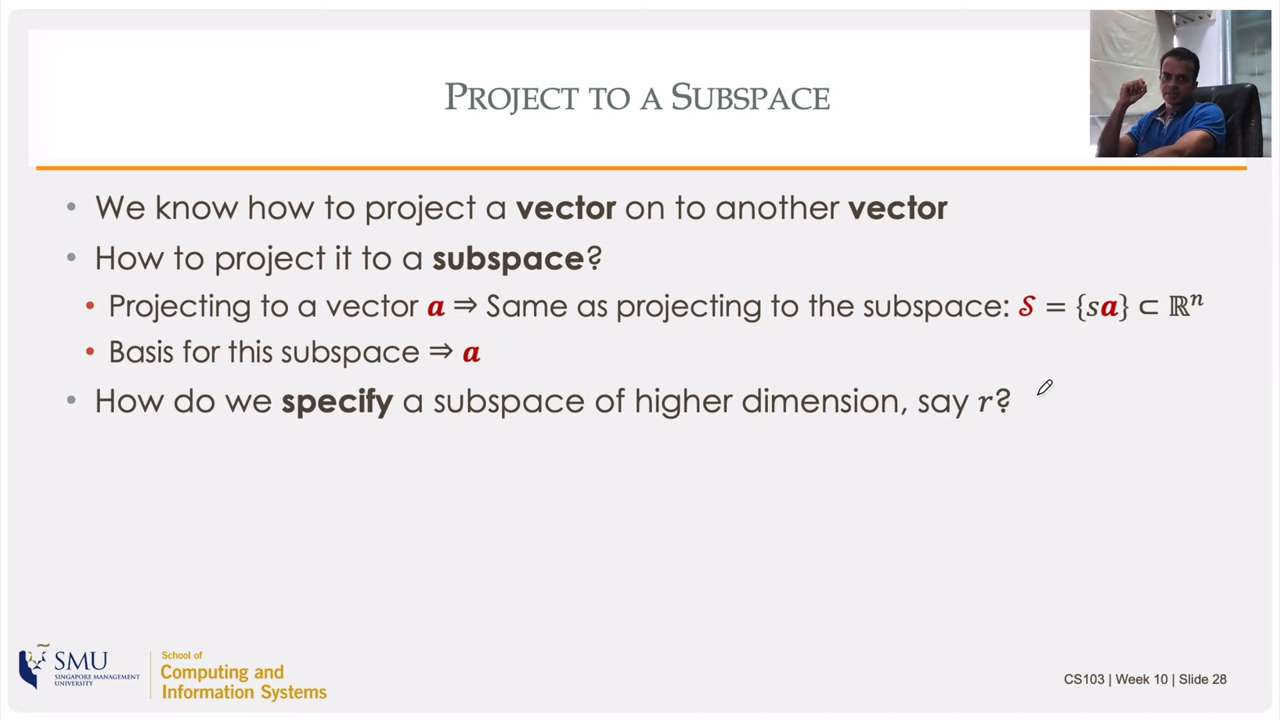 PROJECT TO A SUBSPACE
• We know how to project a vector on to another vector
• How to project it to a subspace?
• Projecting to a vector 𝒂 ⇒ Same as projecting to the subspace: 𝒮 = {𝑠𝒂} ⊂ ℝⁿ
• Basis for this subspace ⇒ 𝒂
• How do we specify a subspace of higher dimension, say 𝑟?
SMU
SINGAPORE MANAGEMENT
UNIVERSITY
School of
Computing and
Information Systems
CS103 | Week 10 | Slide 28